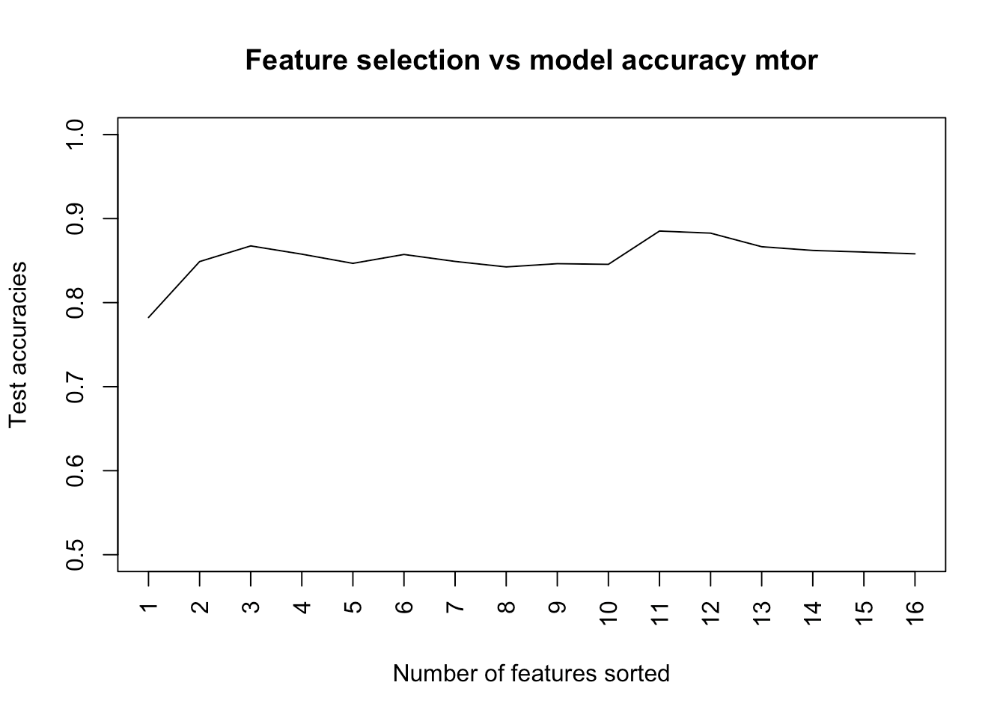 Feature selection vs model accuracy mtor
1.0
0.9
0.8
0.7
0.6
0.5
Test accuracies
1 2 3 4 5 6 7 8 9 10 11 12 13 14 15 16
Number of features sorted